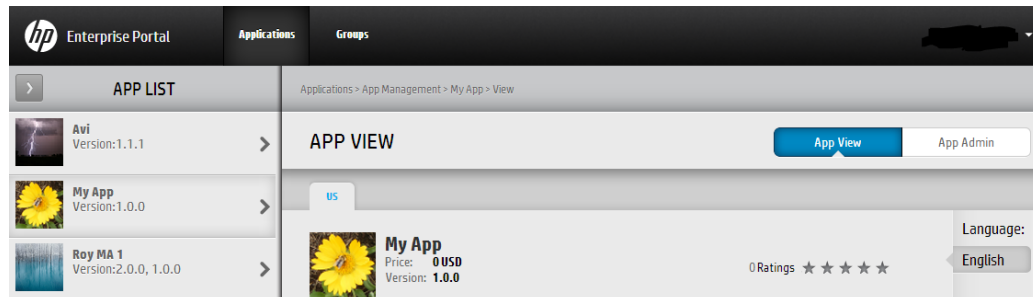 hp Enterprise Portal Applications Groups
APP LIST
Applications > App Management > My App > View
Avi
Version:1.1.1
APP VIEW
App View App Admin
My App
Version:1.0.0
US
Roy MA 1
Version:2.0.0, 1.0.0
My App
Price: 0 USD
Version: 1.0.0
0 Ratings
Language:
English